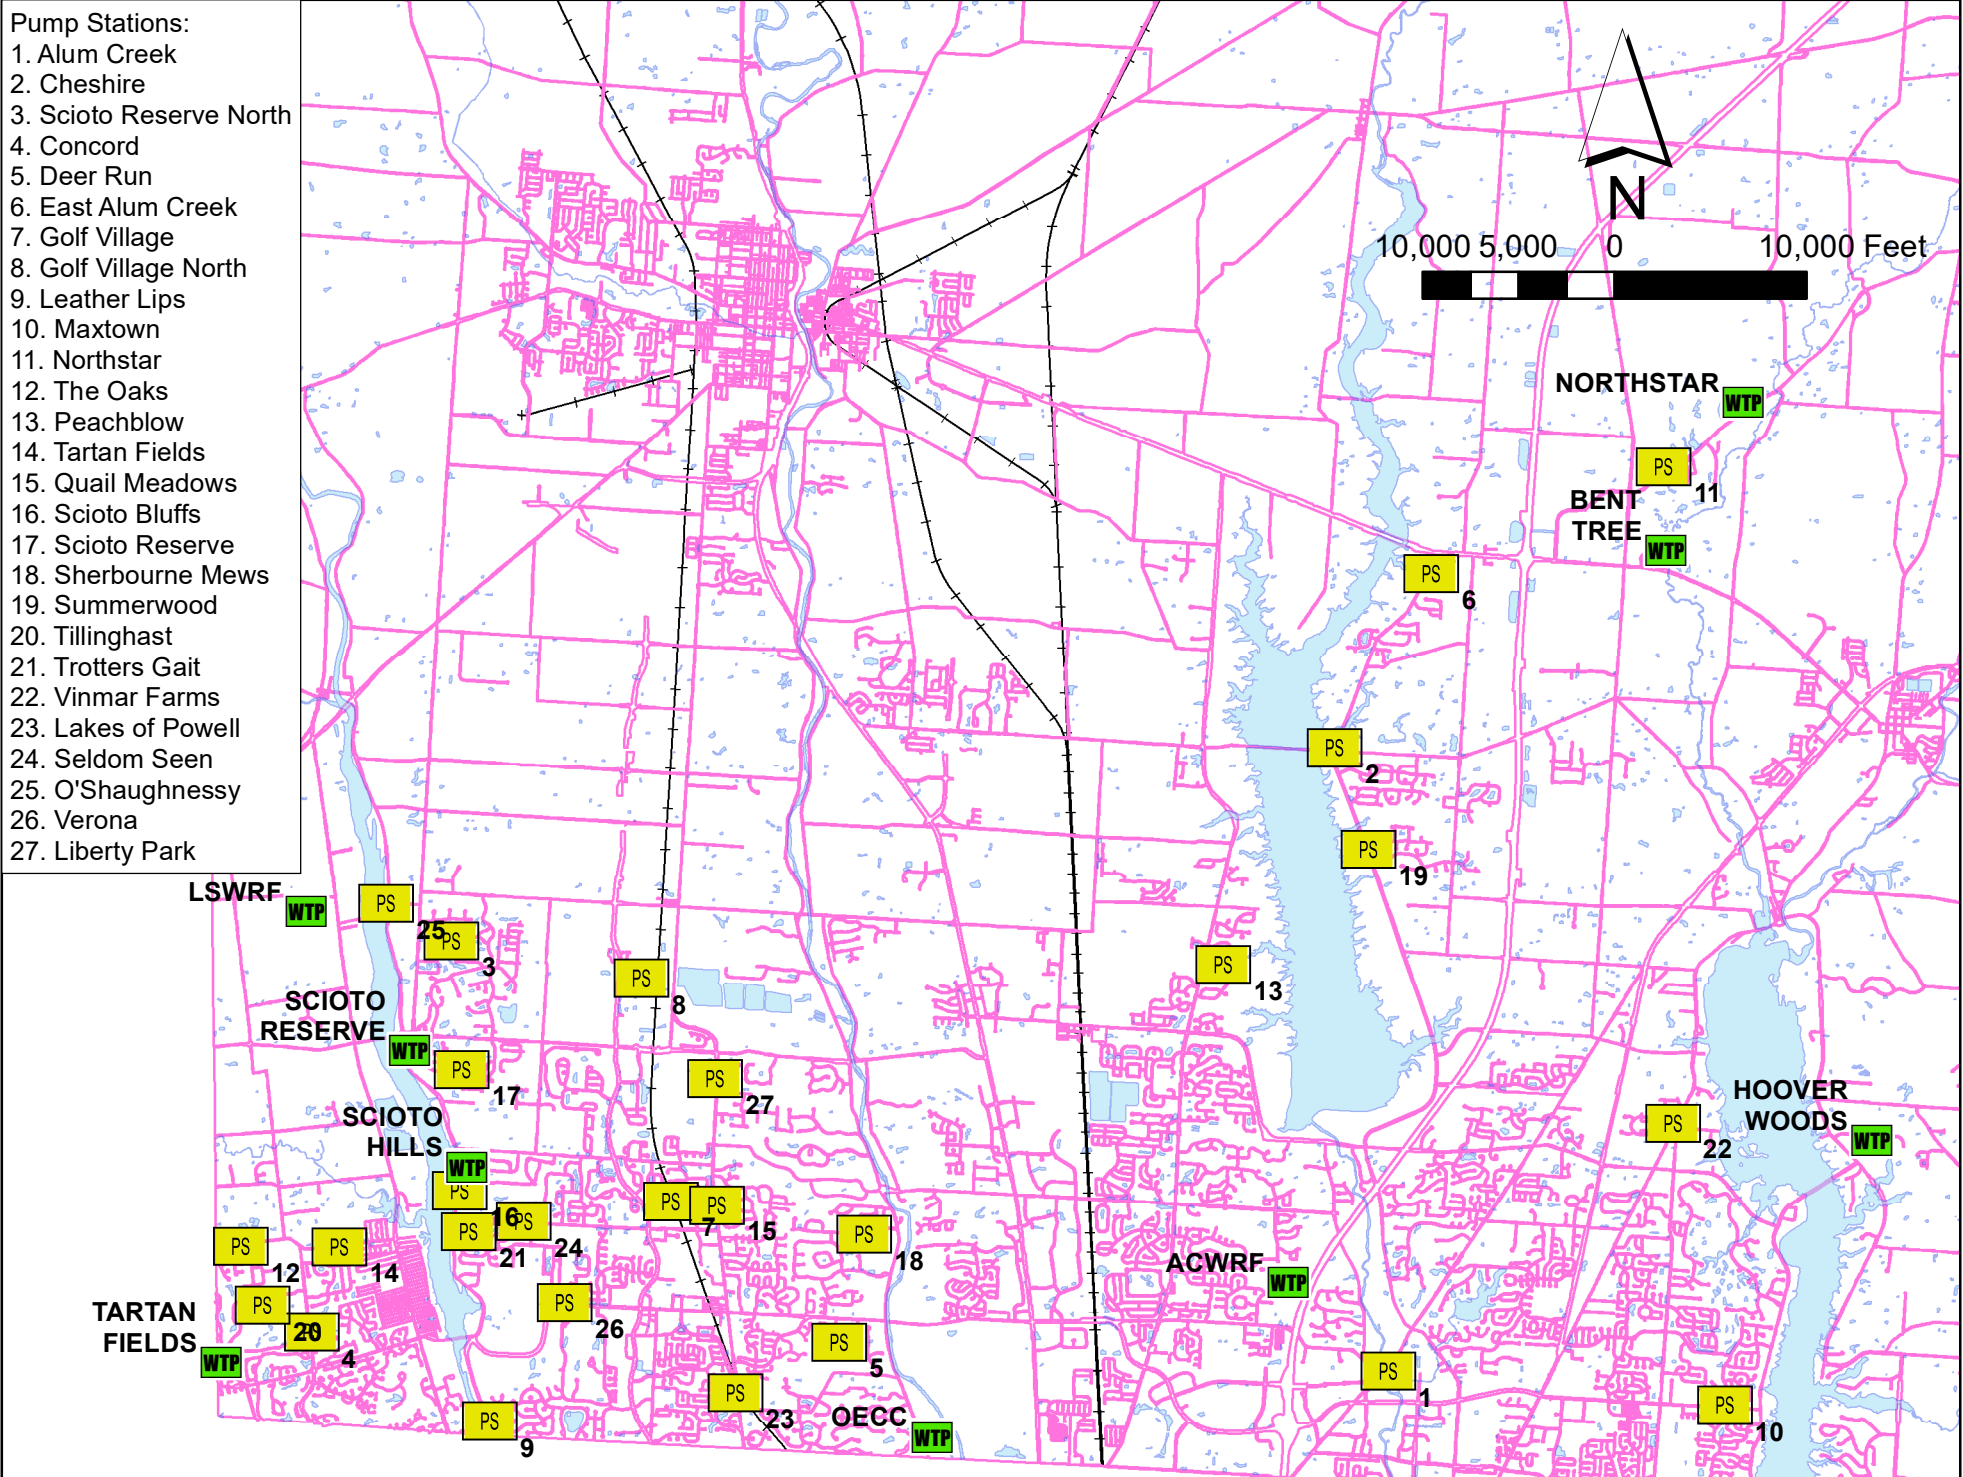 Pump Stations:
1. Alum Creek
2. Cheshire
3. Scioto Reserve North
4. Concord
5. Deer Run
6. East Alum Creek
7. Golf Village
8. Golf Village North
9. Leather Lips
10. Maxtown
11. Northstar
12. The Oaks
13. Peachblow
14. Tartan Fields
15. Quail Meadows
16. Scioto Bluffs
17. Scioto Reserve
18. Sherbourne Mews
19. Summerwood
20. Tillinghast
21. Trotters Gait
22. Vinmar Farms
23. Lakes of Powell
24. Seldom Seen
25. O'Shaughnessy
26. Verona
27. Liberty Park
N
10,000 5,000 0 10,000 Feet
NORTHSTAR
WTP
PS
11
BENT
TREE
WTP
PS
6
PS
2
PS
19
LSWRF
WTP
PS
25
PS
3
PS
8
PS
13
SCIOTO
RESERVE
WTP
PS
17
PS
27
HOOVER
WOODS
WTP
PS
22
SCIOTO
HILLS
WTP
PS
16
PS
21
PS
24
PS
7
PS
15
PS
18
PS
12
PS
14
ACWRF
WTP
PS
20
PS
4
PS
26
TARTAN
FIELDS
WTP
PS
5
PS
1
PS
23
PS
9
OECC
WTP
PS
10